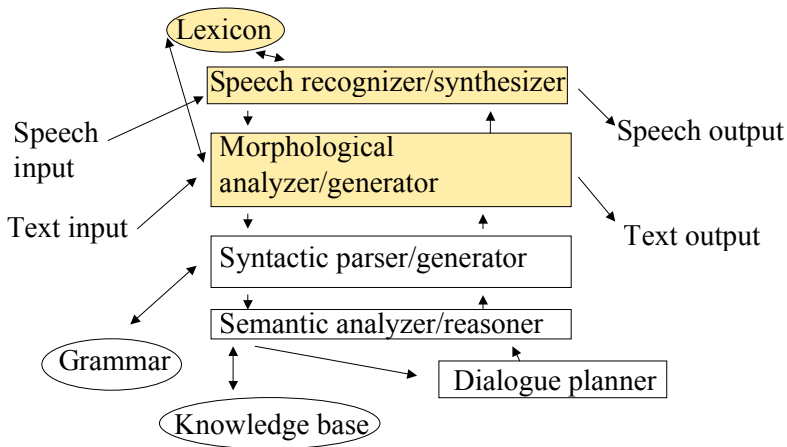 Lexicon
Speech recognizer/synthesizer
Speech
input
Speech output
Morphological
analyzer/generator
Text input
Text output
Syntactic parser/generator
Semantic analyzer/reasoner
Grammar
Dialogue planner
Knowledge base